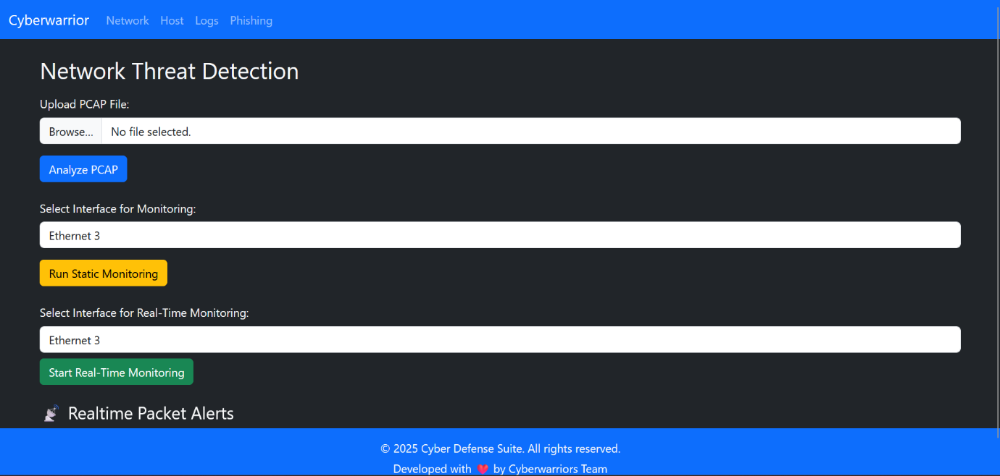 Cyberwarrior Network Host Logs Phishing
Network Threat Detection
Upload PCAP File:
Browse... No file selected.
Analyze PCAP
Select Interface for Monitoring:
Ethernet 3
Run Static Monitoring
Select Interface for Real-Time Monitoring:
Ethernet 3
Start Real-Time Monitoring
Realtime Packet Alerts
© 2025 Cyber Defense Suite. All rights reserved.
Developed with ❤️ by Cyberwarriors Team